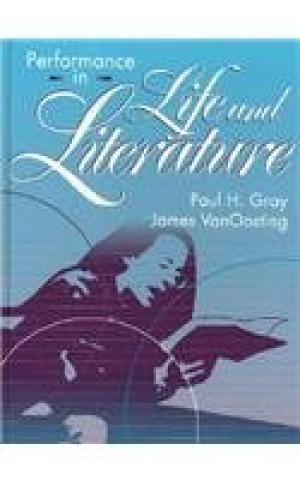 Performance
in
Life and
Literature
Paul H. Gray
James VanOosting